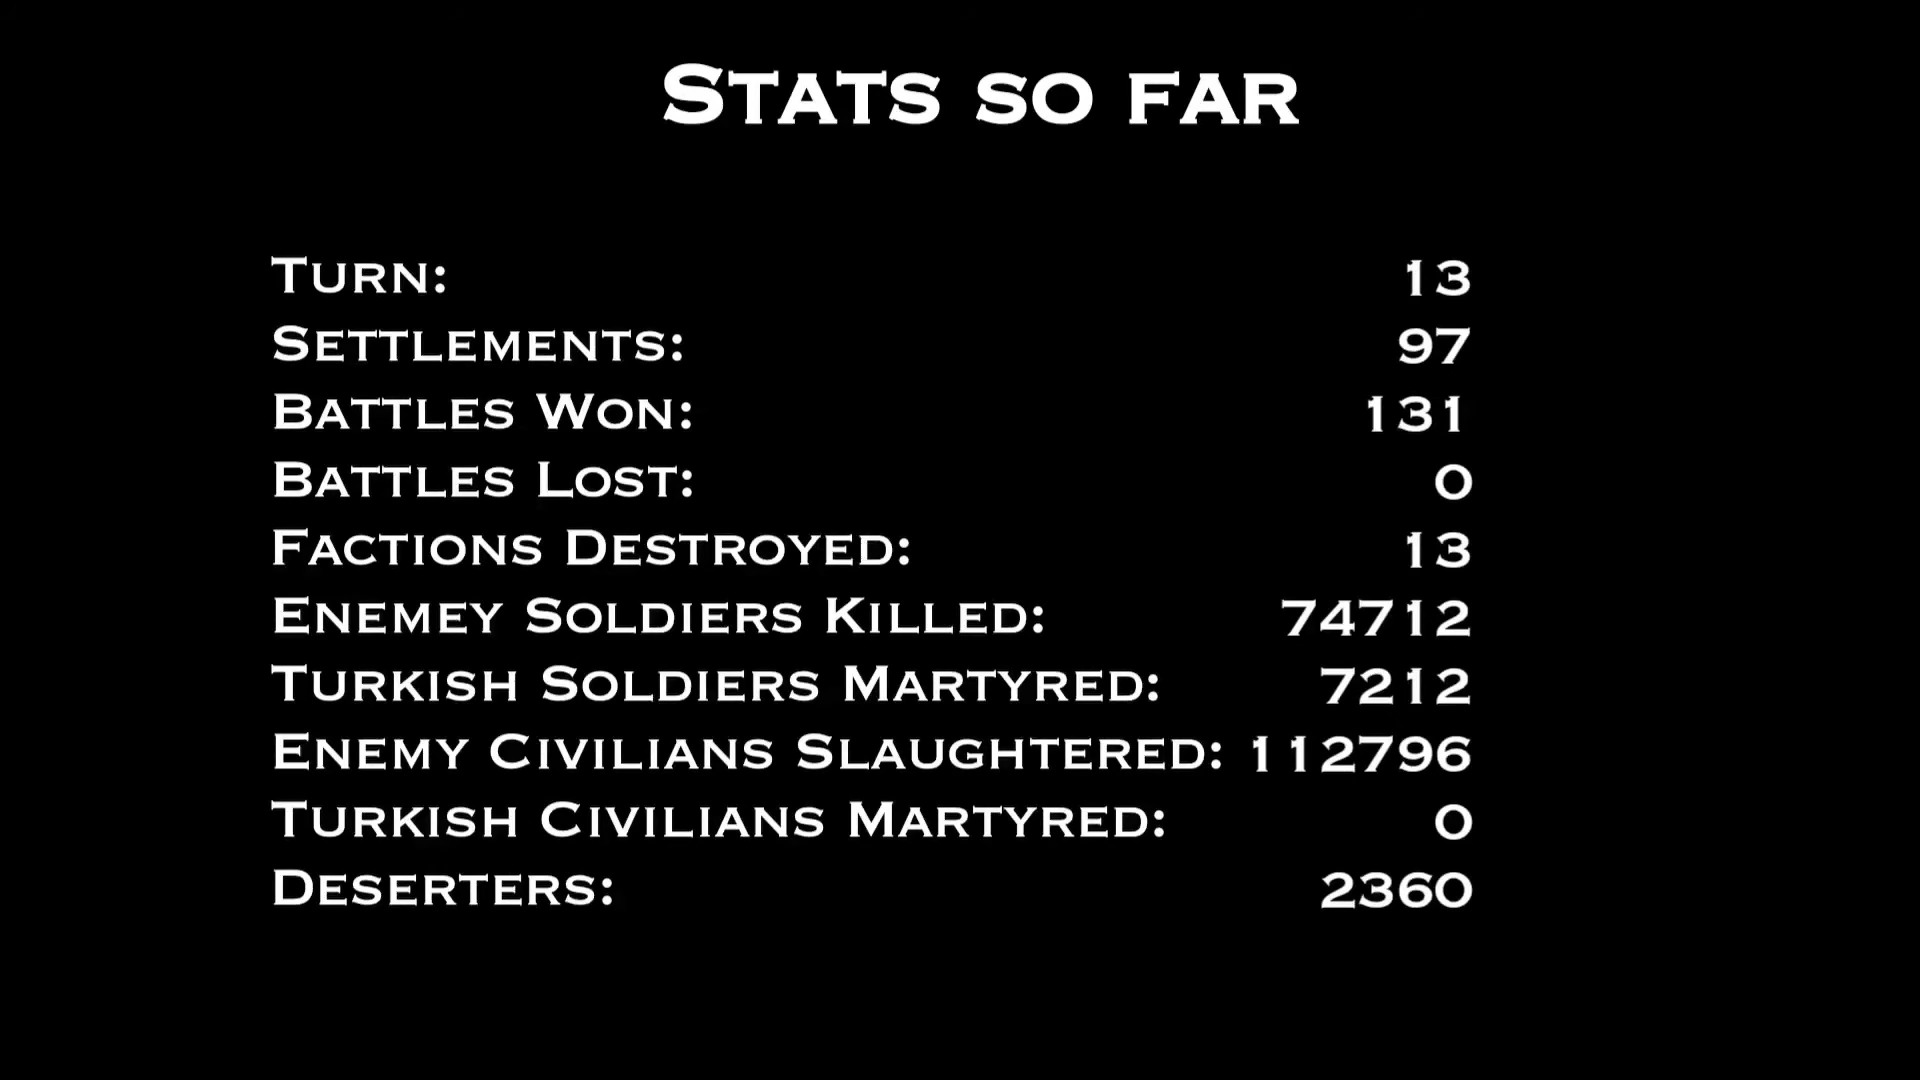 Stats so far
Turn: 13
Settlements: 97
Battles Won: 131
Battles Lost: 0
Factions Destroyed: 13
Enemey Soldiers Killed: 74712
Turkish Soldiers Martyred: 7212
Enemy Civilians Slaughtered: 112796
Turkish Civilians Martyred: 0
Deserters: 2360